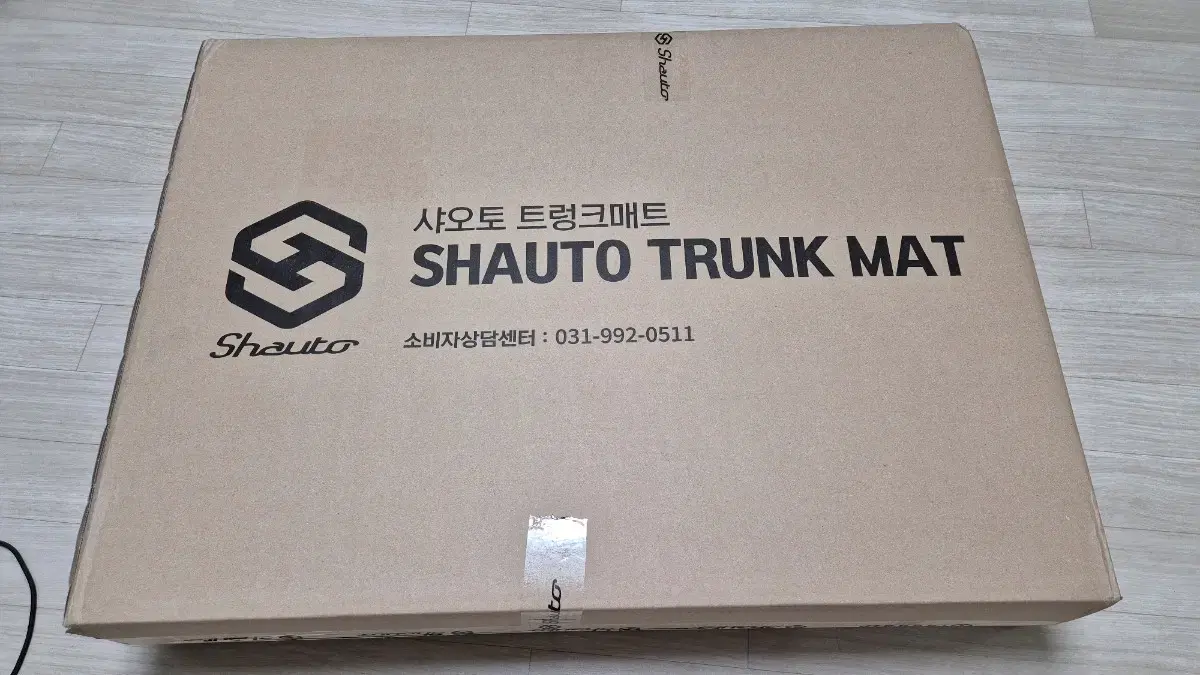 Shauto
샤오토 트렁크매트
SHAUTO TRUNK MAT
Shauto
소비자상담센터 : 031-992-0511